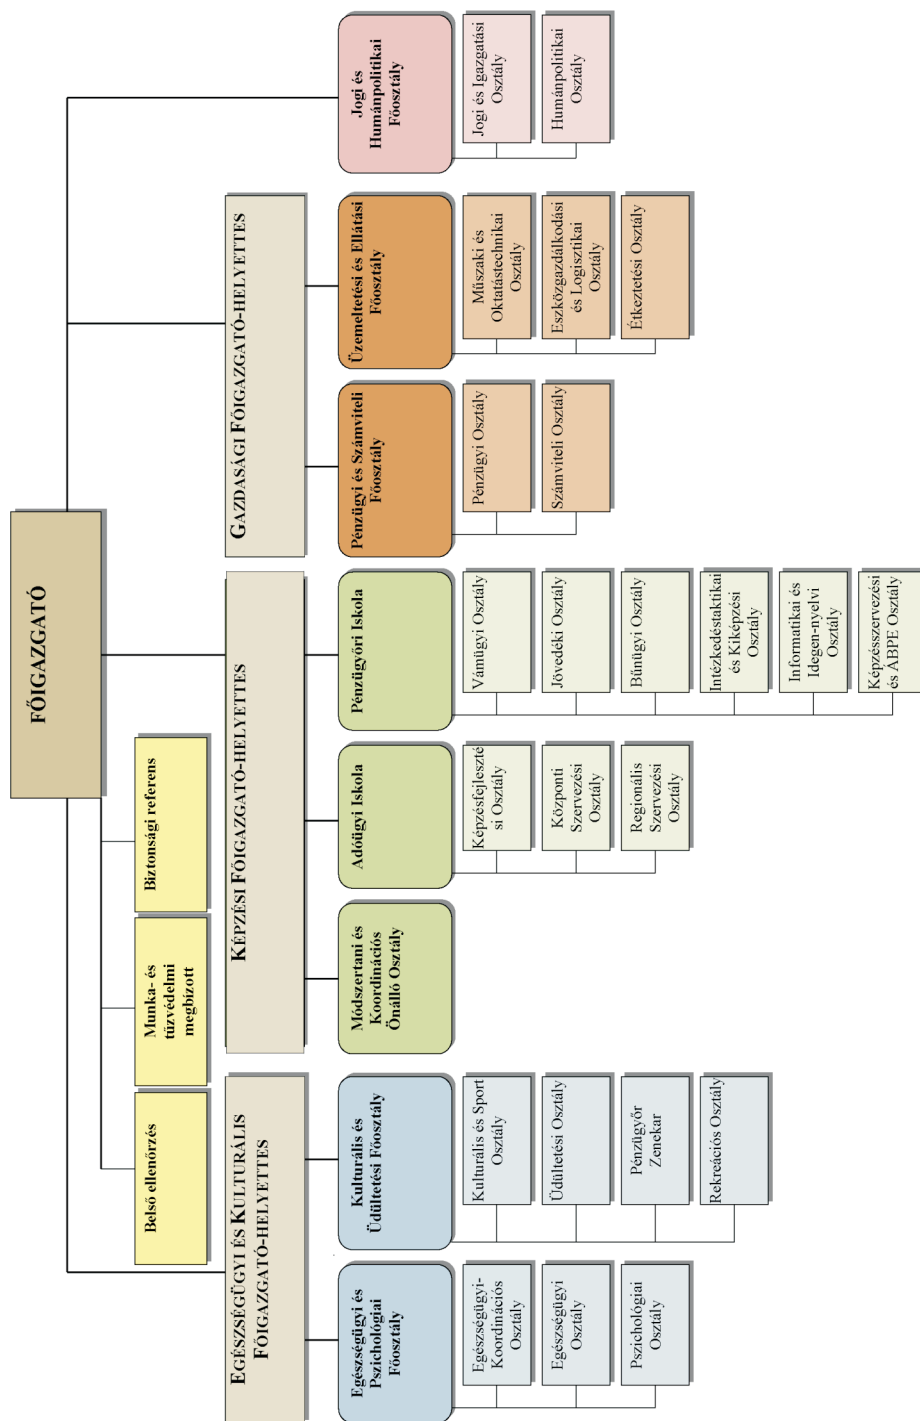 FŐIGAZGATÓ
Belső ellenőrzés
Munka- és
tűzvédelmi
megbízott
Biztonsági referens
EGÉSZSÉGÜGYI ÉS KULTURÁLIS
FŐIGAZGATÓ-HELYETTES
KÉPZÉSI FŐIGAZGATÓ-HELYETTES
GAZDASÁGI FŐIGAZGATÓ-HELYETTES
Egészségügyi és
Pszichológiai
Főosztály
Egészségügyi-
Koordinációs
Osztály
Egészségügyi
Osztály
Pszichológiai
Osztály
Kulturális és
Üdültetési Főosztály
Kulturális és Sport
Osztály
Üdültetési Osztály
Pénzügyőr
Zenekar
Rekreációs Osztály
Módszertani és
Koordinációs
Önálló Osztály
Adóügyi Iskola
Képzésfejleszté
si Osztály
Központi
Szervezési
Osztály
Regionális
Szervezési
Osztály
Pénzügyőri Iskola
Vámügyi Osztály
Jövedéki Osztály
Bűnügyi Osztály
Intézkedéstaktikai
és Kiképzési
Osztály
Informatikai és
Idegen-nyelvi
Osztály
Képzésszervezési
és ÁBPE Osztály
Pénzügyi és Számviteli
Főosztály
Pénzügyi Osztály
Számviteli Osztály
Üzemeltetési és Ellátási
Főosztály
Műszaki és
Oktatástechnikai
Osztály
Eszközgazdálkodási
és Logisztikai
Osztály
Étkeztetési Osztály
Jogi és
Humánpolitikai
Főosztály
Jogi és Igazgatási
Osztály
Humánpolitikai
Osztály